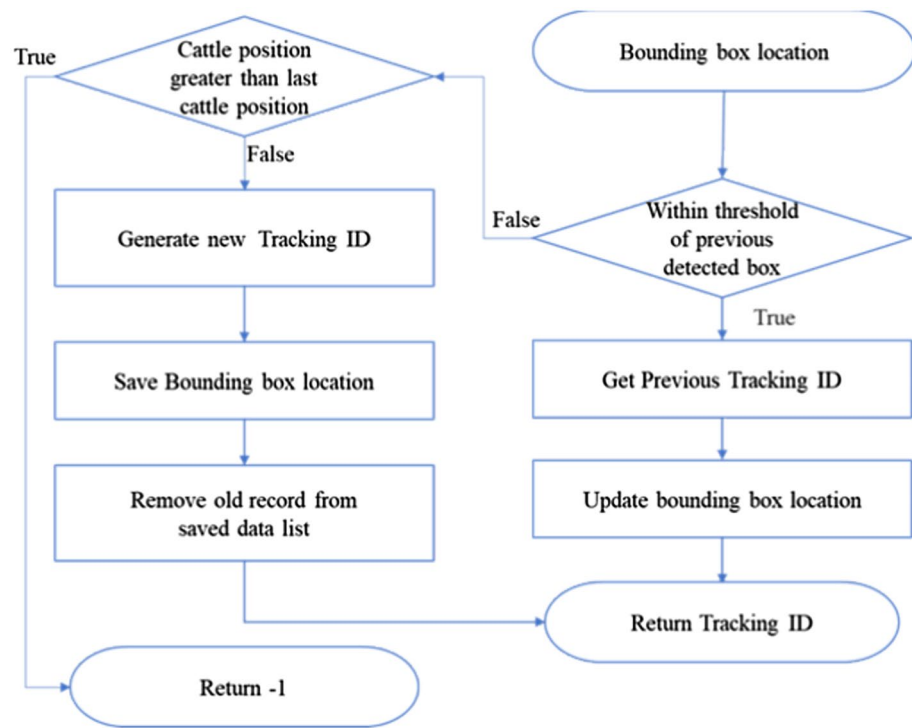 True
Cattle position
greater than last
cattle position
False
Generate new Tracking ID
Save Bounding box location
Remove old record from
saved data list
Return -1
Bounding box location
Within threshold
of previous
detected box
False
True
Get Previous Tracking ID
Update bounding box location
Return Tracking ID